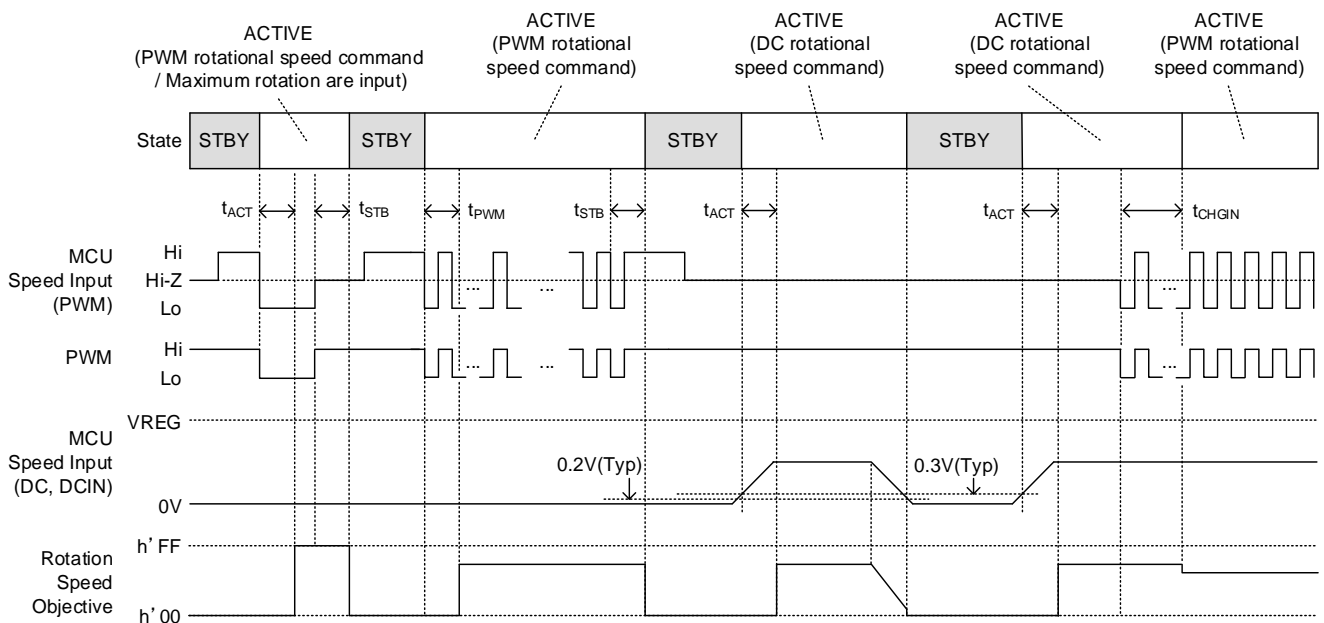 ACTIVE
(PWM rotational speed command
/ Maximum rotation are input)
ACTIVE
(PWM rotational
speed command)
ACTIVE
(DC rotational
speed command)
ACTIVE
(DC rotational
speed command)
ACTIVE
(PWM rotational
speed command)
State STBY STBY STBY STBY
tACT tSTB tPWM tSTB tACT tACT tCHGIN
MCU
Speed Input
(PWM)
Hi
Hi-Z
Lo
... ... ...
PWM
Hi
Lo
... ... ...
MCU
Speed Input
(DC, DCIN)
VREG
0.2V(Typ) 0.3V(Typ)
0V
Rotation
Speed
Objective
h’FF
h’00